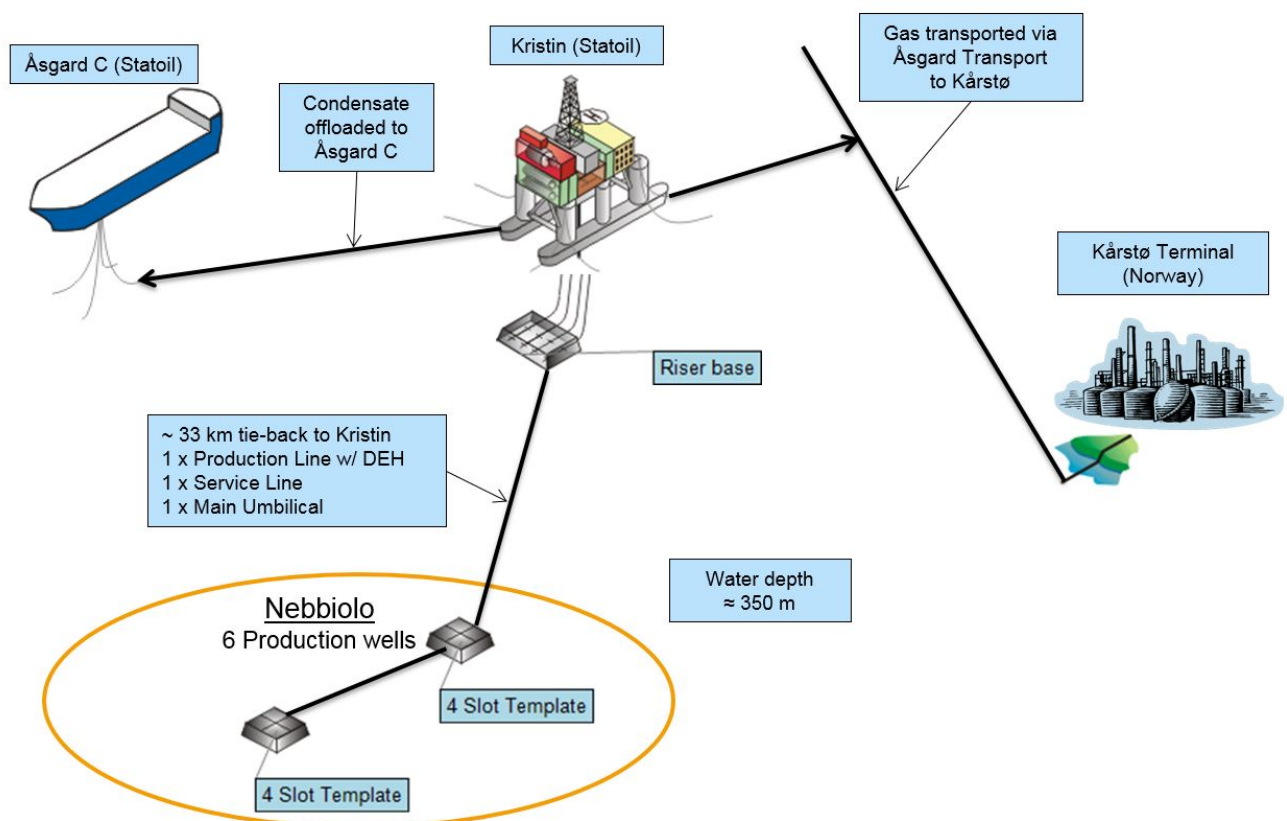 Åsgard C (Statoil)
Condensate
offloaded to
Åsgard C
Kristin (Statoil)
Gas transported via
Åsgard Transport
to Kårstø
Kårstø Terminal
(Norway)
Riser base
~ 33 km tie-back to Kristin
1 x Production Line w/ DEH
1 x Service Line
1 x Main Umbilical
Water depth
≈ 350 m
Nebbiolo
6 Production wells
4 Slot Template
4 Slot Template